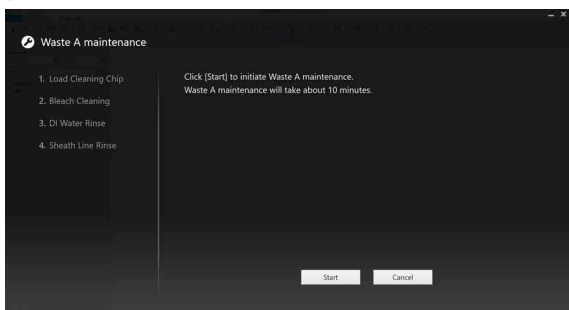 Waste A maintenance
1. Load Cleaning Chip
2. Bleach Cleaning
3. DI Water Rinse
4. Sheath Line Rinse
Click [Start] to initiate Waste A maintenance.
Waste A maintenance will take about 10 minutes.
Start
Cancel